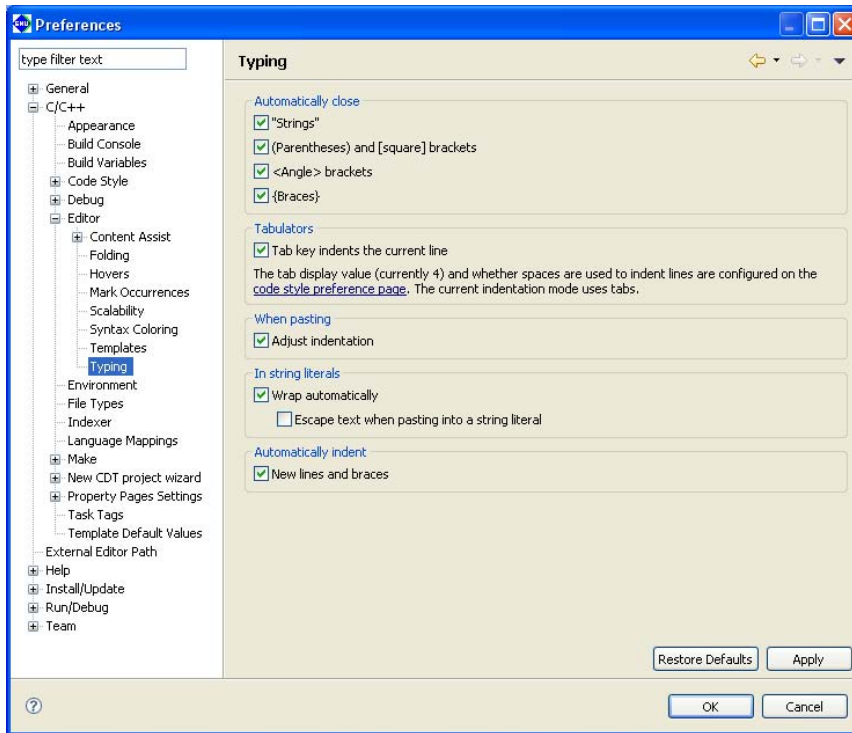 Preferences
type filter text
General
C/C++
Appearance
Build Console
Build Variables
Code Style
Debug
Editor
Content Assist
Folding
Hovers
Mark Occurrences
Scalability
Syntax Coloring
Templates
Typing
Environment
File Types
Indexer
Language Mappings
Make
New CDT project wizard
Property Pages Settings
Task Tags
Template Default Values
External Editor Path
Help
Install/Update
Run/Debug
Team
Typing
Automatically close
"Strings"
(Parentheses) and [square] brackets
<Angle> brackets
{Braces}
Tabulators
Tab key indents the current line
The tab display value (currently 4) and whether spaces are used to indent lines are configured on the
code style preference page. The current indentation mode uses tabs.
When pasting
Adjust indentation
In string literals
Wrap automatically
Escape text when pasting into a string literal
Automatically indent
New lines and braces
Restore Defaults
Apply
OK
Cancel